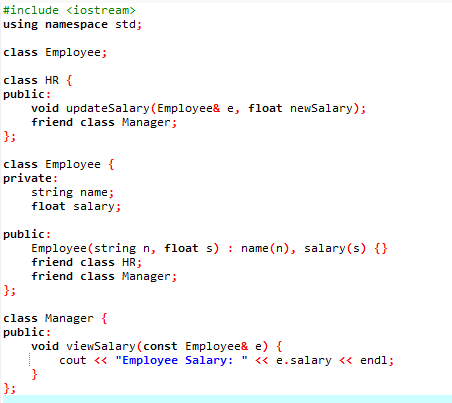 #include <iostream>
using namespace std;
class Employee;
class HR {
public:
    void updateSalary(Employee& e, float newSalary);
    friend class Manager;
};
class Employee {
private:
    string name;
    float salary;
public:
    Employee(string n, float s) : name(n), salary(s) {}
    friend class HR;
    friend class Manager;
};
class Manager {
public:
    void viewSalary(const Employee& e) {
        cout << "Employee Salary: " << e.salary << endl;
    }
};